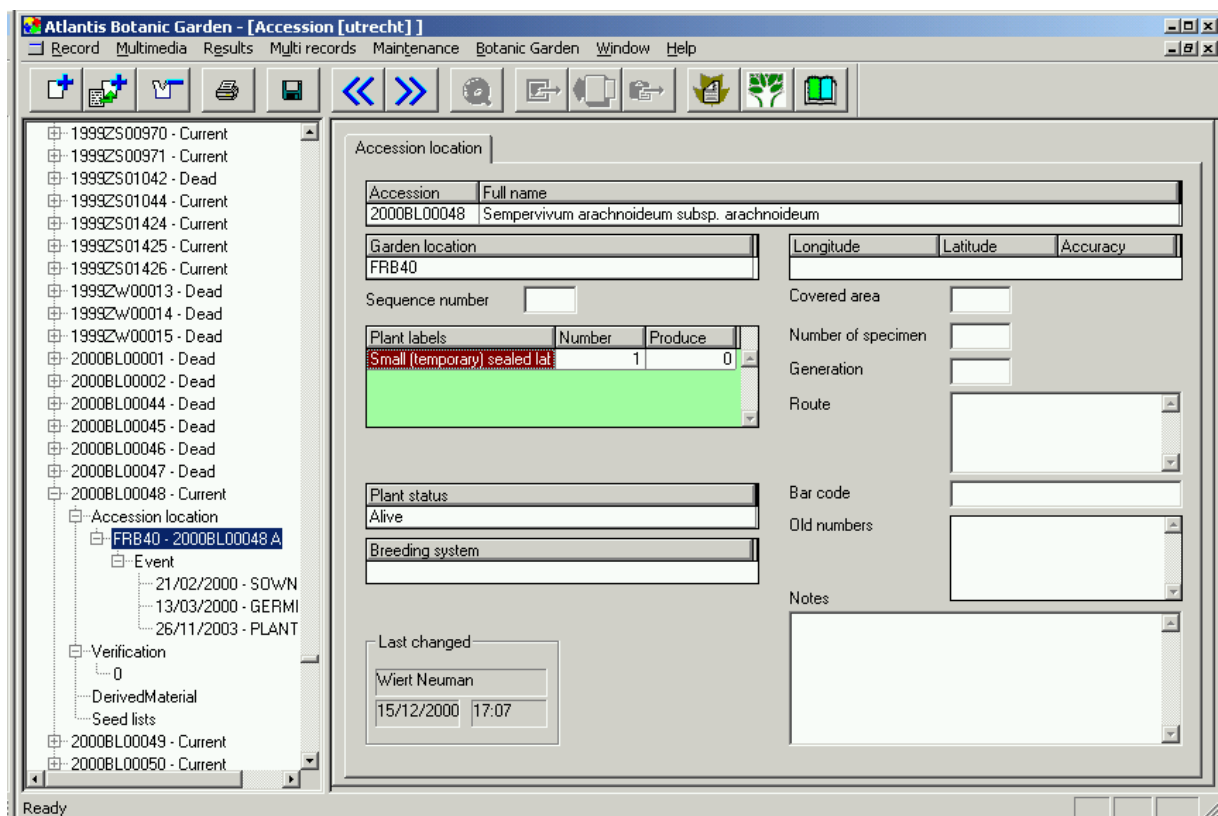 Atlantis Botanic Garden - [Accession [utrecht] ]
Record Multimedia Results Multi records Maintenance Botanic Garden Window Help
1999ZS00970 - Current
1999ZS00971 - Current
1999ZS01042 - Dead
1999ZS01044 - Current
1999ZS01424 - Current
1999ZS01425 - Current
1999ZS01426 - Current
1999ZW00013 - Dead
1999ZW00014 - Dead
1999ZW00015 - Dead
2000BL00001 - Dead
2000BL00002 - Dead
2000BL00044 - Dead
2000BL00045 - Dead
2000BL00046 - Dead
2000BL00047 - Dead
2000BL00048 - Current
Accession location
FRB40 - 2000BL00048 A
Event
21/02/2000 - SOWN
13/03/2000 - GERMI
26/11/2003 - PLANT
Verification
0
DerivedMaterial
Seed lists
2000BL00049 - Current
2000BL00050 - Current
Accession location
Accession Full name
2000BL00048 Sempervivum arachnoideum subsp. arachnoideum
Garden location
FRB40
Sequence number
Plant labels Number Produce
Small (temporary) sealed lat 1 0
Plant status
Alive
Breeding system
Last changed
Wiert Neuman
15/12/2000 17:07
Longitude Latitude Accuracy
Covered area
Number of specimen
Generation
Route
Bar code
Old numbers
Notes
Ready